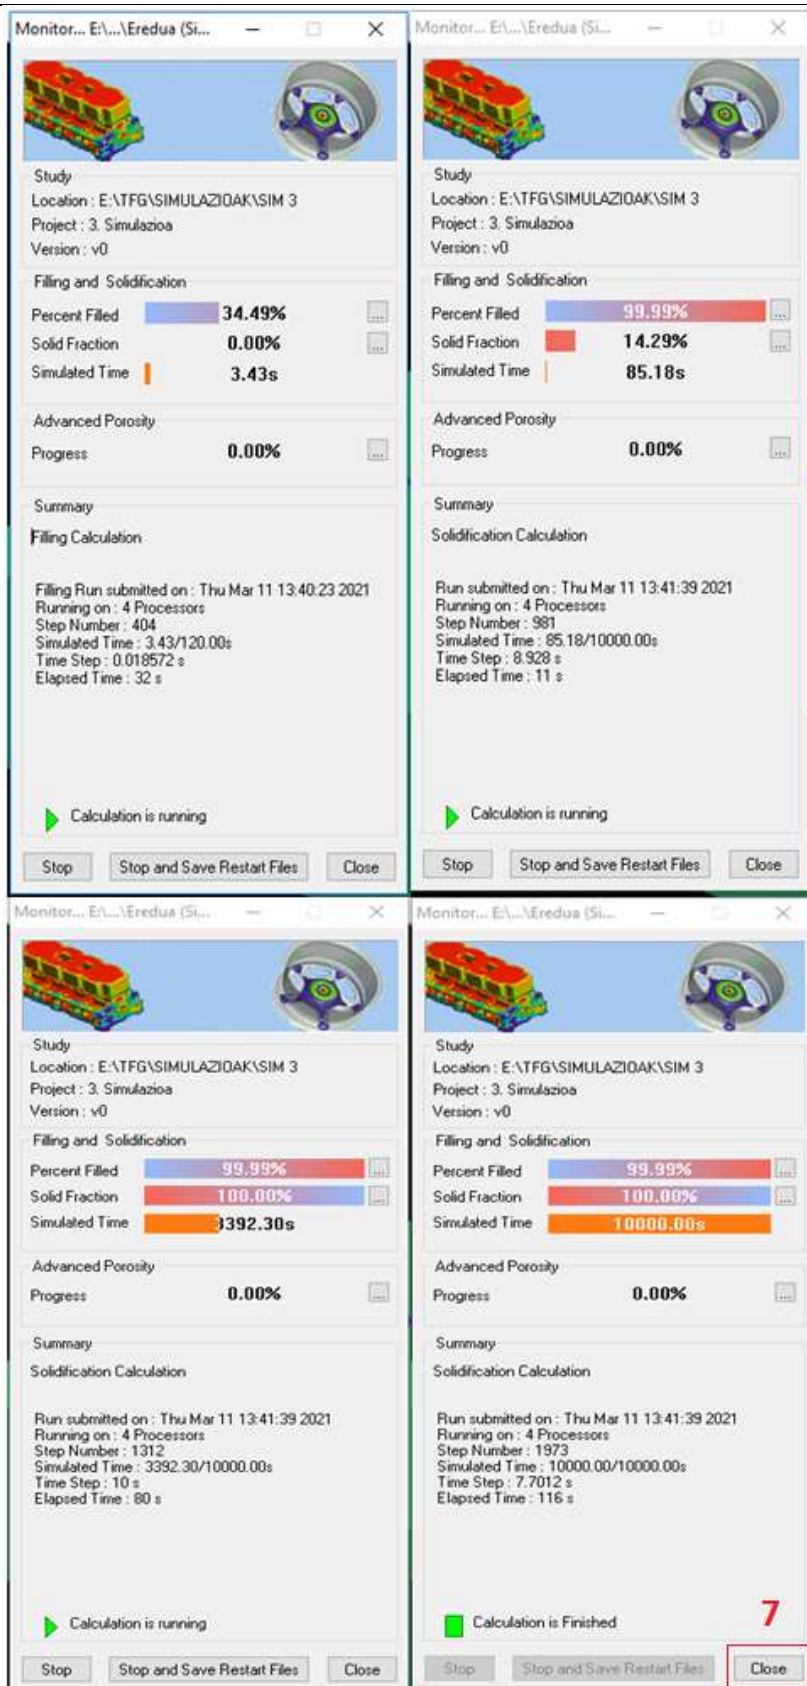 Monitor... E:\...\Eredua (Si...
Study
Location : E:\TFG\SIMULAZIOAK\SIM 3
Project : 3. Simulazioa
Version : v0
Filling and Solidification
Percent Filled 34.49% ...
Solid Fraction 0.00% ...
Simulated Time 3.43s
Advanced Porosity
Progress 0.00% ...
Summary
Filling Calculation
Filling Run submitted on : Thu Mar 11 13:40:23 2021
Running on : 4 Processors
Step Number : 404
Simulated Time : 3.43/120.00s
Time Step : 0.018572 s
Elapsed Time : 32 s
Calculation is running
Stop Stop and Save Restart Files Close
Monitor... E:\...\Eredua (Si...
Study
Location : E:\TFG\SIMULAZIOAK\SIM 3
Project : 3. Simulazioa
Version : v0
Filling and Solidification
Percent Filled 99.99% ...
Solid Fraction 14.29% ...
Simulated Time 85.18s
Advanced Porosity
Progress 0.00% ...
Summary
Solidification Calculation
Run submitted on : Thu Mar 11 13:41:39 2021
Running on : 4 Processors
Step Number : 981
Simulated Time : 85.18/10000.00s
Time Step : 8.928 s
Elapsed Time : 11 s
Calculation is running
Stop Stop and Save Restart Files Close
Monitor... E:\...\Eredua (Si...
Study
Location : E:\TFG\SIMULAZIOAK\SIM 3
Project : 3. Simulazioa
Version : v0
Filling and Solidification
Percent Filled 99.99% ...
Solid Fraction 100.00% ...
Simulated Time 3392.30s
Advanced Porosity
Progress 0.00% ...
Summary
Solidification Calculation
Run submitted on : Thu Mar 11 13:41:39 2021
Running on : 4 Processors
Step Number : 1312
Simulated Time : 3392.30/10000.00s
Time Step : 10 s
Elapsed Time : 80 s
Calculation is running
Stop Stop and Save Restart Files Close
Monitor... E:\...\Eredua (Si...
Study
Location : E:\TFG\SIMULAZIOAK\SIM 3
Project : 3. Simulazioa
Version : v0
Filling and Solidification
Percent Filled 99.99% ...
Solid Fraction 100.00% ...
Simulated Time 10000.00s
Advanced Porosity
Progress 0.00% ...
Summary
Solidification Calculation
Run submitted on : Thu Mar 11 13:41:39 2021
Running on : 4 Processors
Step Number : 1973
Simulated Time : 10000.00/10000.00s
Time Step : 7.7012 s
Elapsed Time : 116 s
Calculation is Finished
7
Stop Stop and Save Restart Files Close